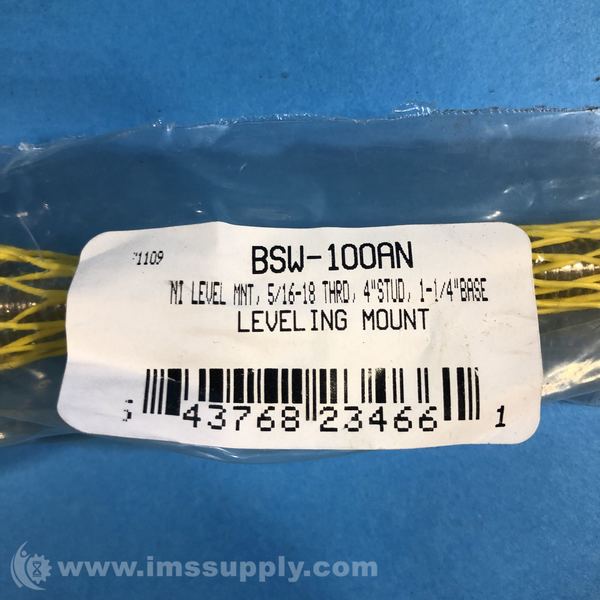 1109
BSW-100AN
NI LEVEL MNT, 5/16-18 THRD, 4"STUD, 1-1/4"BASE
LEVELING MOUNT
43768 23466 1
www.imssupply.com